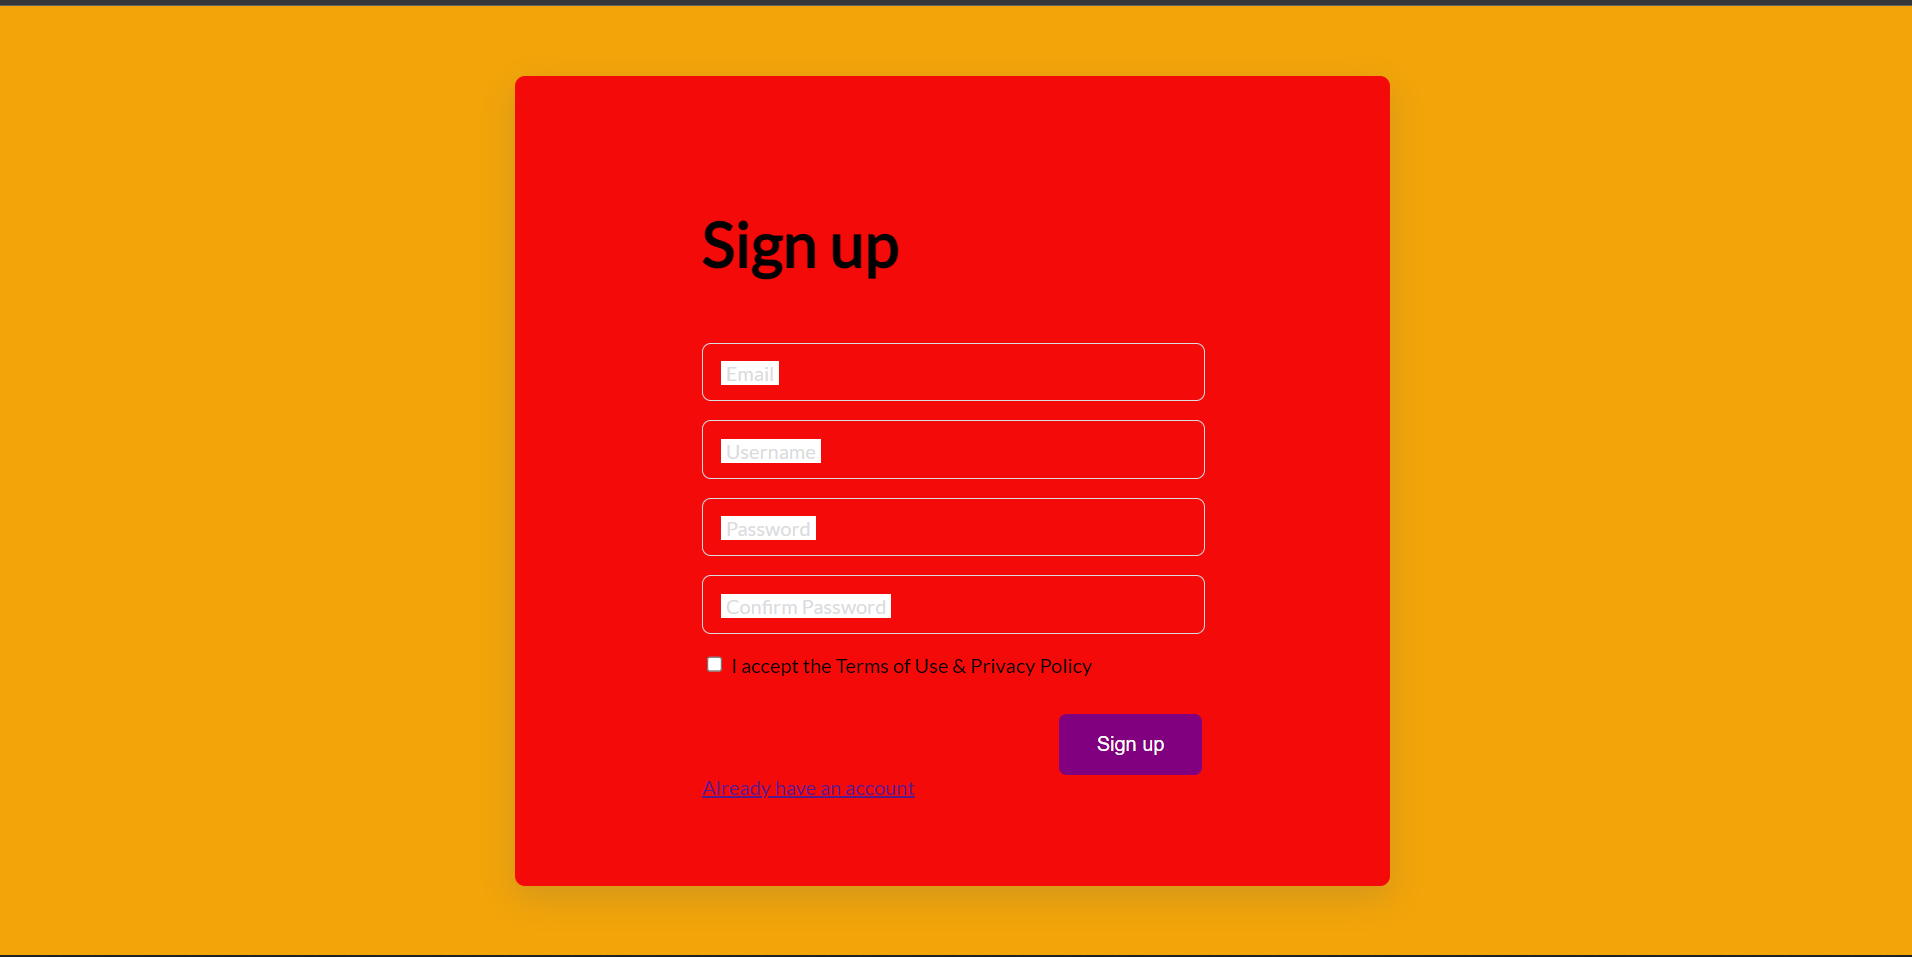 Sign up
Email
Username
Password
Confirm Password
I accept the Terms of Use & Privacy Policy
Sign up
Already have an account